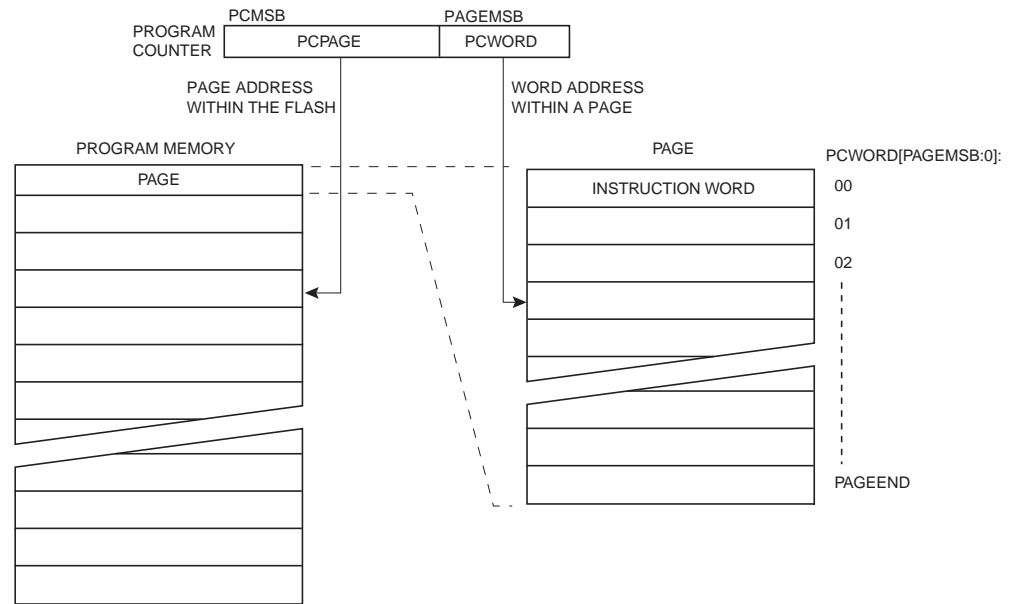 PCMSB
PAGEMSB
PROGRAM
COUNTER
PCPAGE
PCWORD
PAGE ADDRESS
WITHIN THE FLASH
WORD ADDRESS
WITHIN A PAGE
PROGRAM MEMORY
PAGE
PAGE
PCWORD[PAGEMSB:0]:
INSTRUCTION WORD
00
01
02
PAGEEND